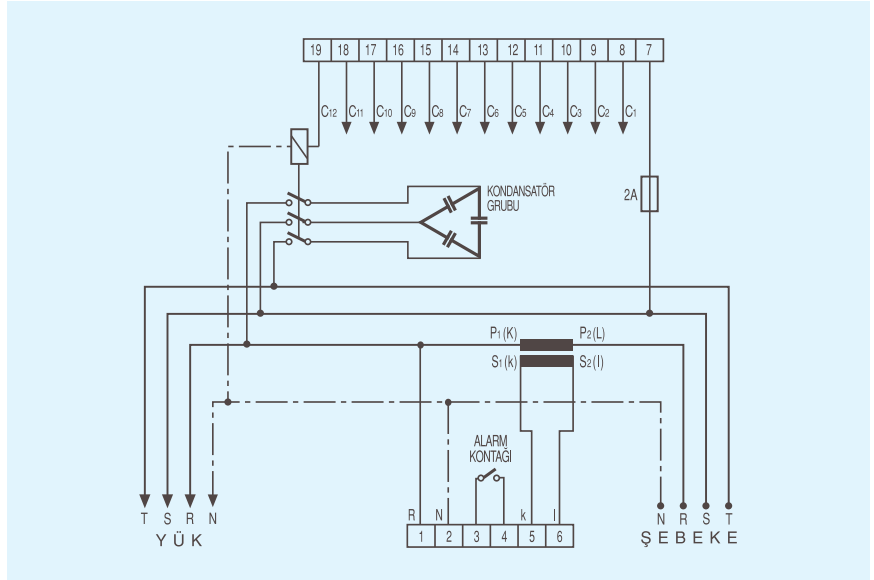 19 18 17 16 15 14 13 12 11 10 9 8 7
C12 C11 C10 C9 C8 C7 C6 C5 C4 C3 C2 C1
KONDANSATÖR
GRUBU
2A
P1(K) P2(L)
S1(k) S2(l)
ALARM
KONTAĞI
R N k l
1 2 3 4 5 6
T S R N
YÜK
N R S T
ŞEBEKE